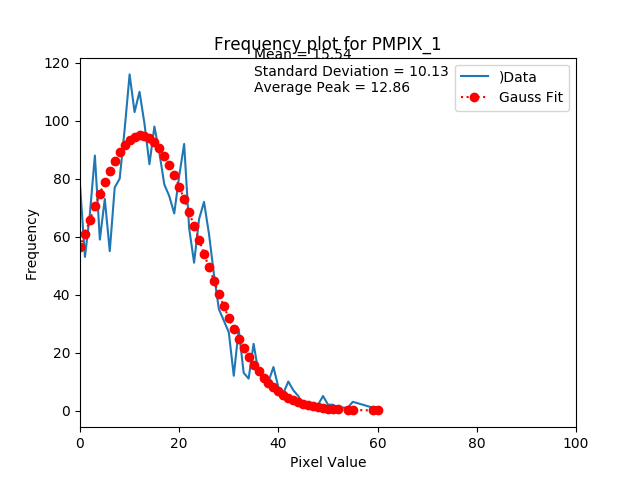 Frequency plot for PMPIX_1
Mean = 15.54
Standard Deviation = 10.13
Average Peak = 12.86
)Data
Gauss Fit
Frequency
120
100
80
60
40
20
0
0 20 40 60 80 100
Pixel Value